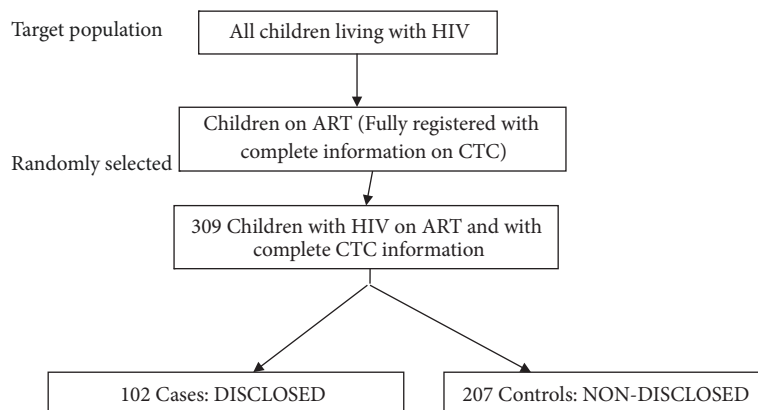 Target population
All children living with HIV
Children on ART (Fully registered with
complete information on CTC)
Randomly selected
309 Children with HIV on ART and with
complete CTC information
102 Cases: DISCLOSED
207 Controls: NON-DISCLOSED